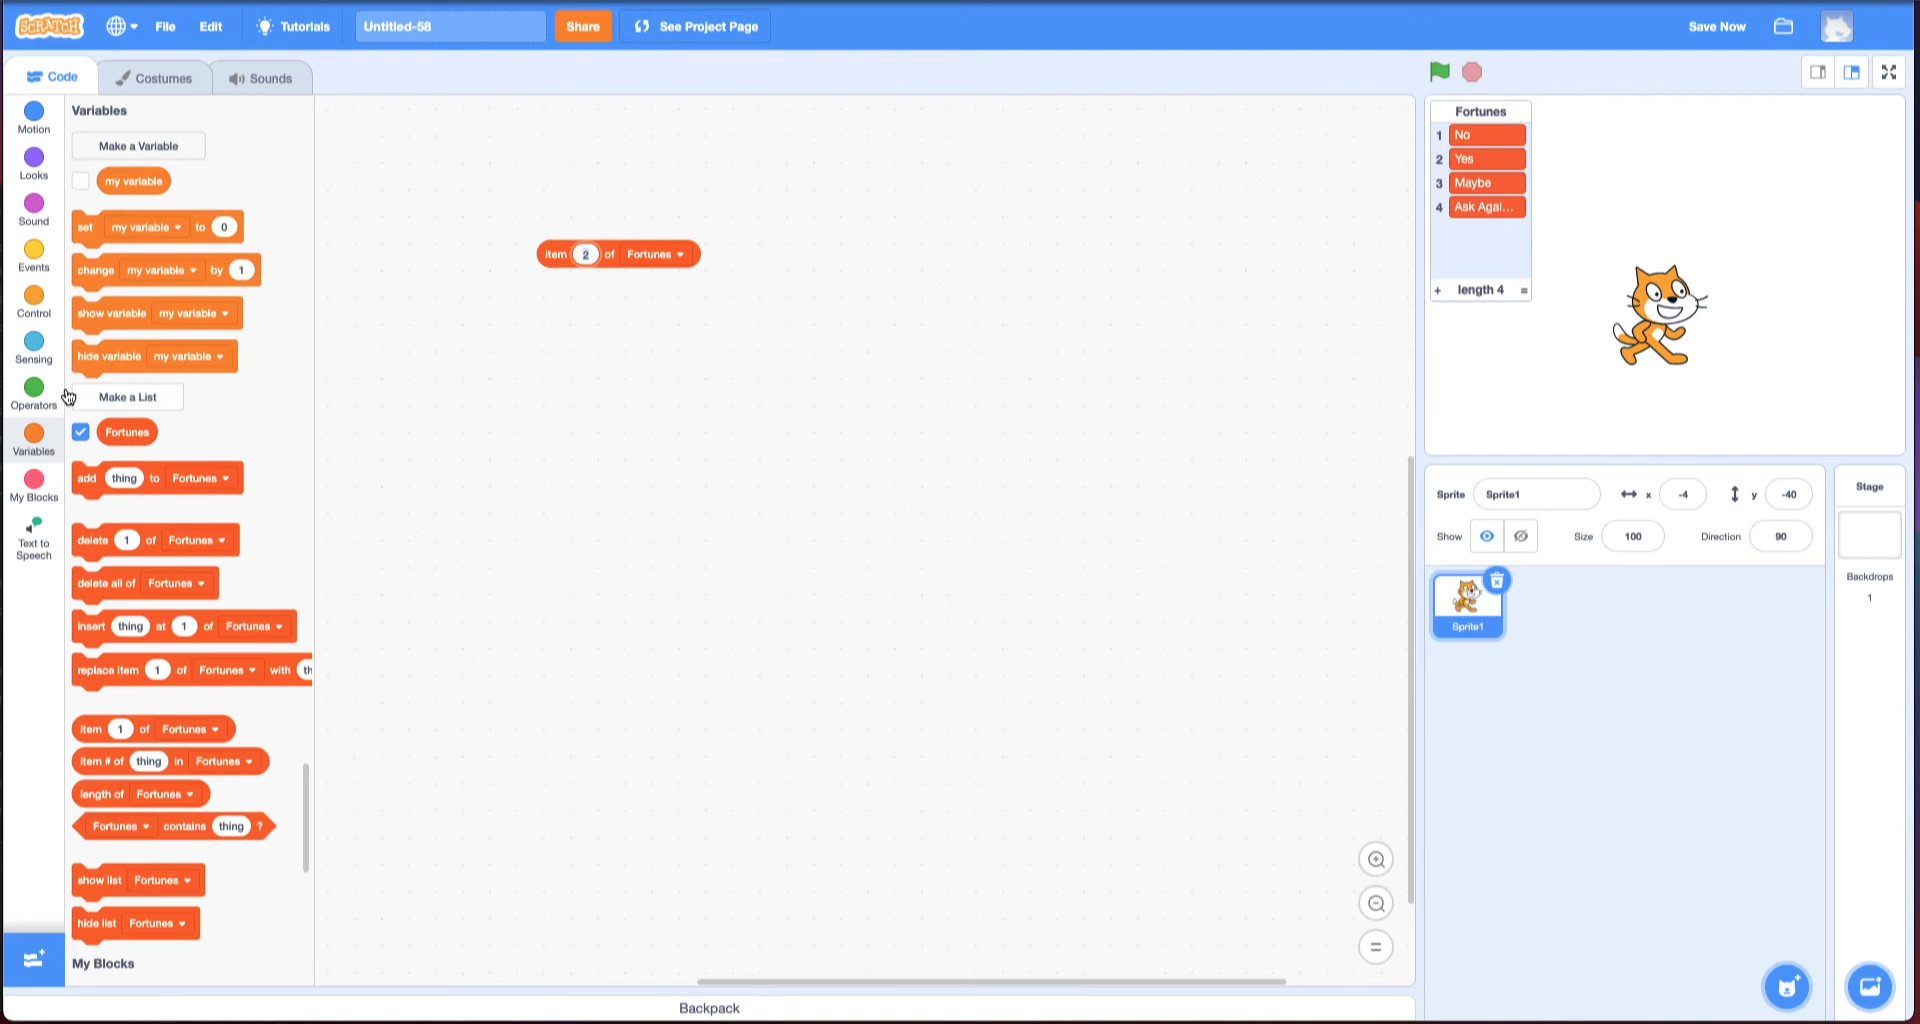 SCRATCH
File
Edit
Tutorials
Untitled-58
Share
See Project Page
Save Now
Code
Costumes
Sounds
Motion
Looks
Sound
Events
Control
Sensing
Operators
Variables
My Blocks
Text to
Speech
Variables
Make a Variable
my variable
set my variable to 0
change my variable by 1
show variable my variable
hide variable my variable
Make a List
Fortunes
add thing to Fortunes
delete 1 of Fortunes
delete all of Fortunes
insert thing at 1 of Fortunes
replace item 1 of Fortunes with th
item 1 of Fortunes
item # of thing in Fortunes
length of Fortunes
Fortunes contains thing ?
show list Fortunes
hide list Fortunes
My Blocks
item 2 of Fortunes
Backpack
Fortunes
1 No
2 Yes
3 Maybe
4 Ask Agai...
+ length 4 =
Sprite Sprite1 x -4 y -40
Show Size 100 Direction 90
Sprite1
Stage
Backdrops
1